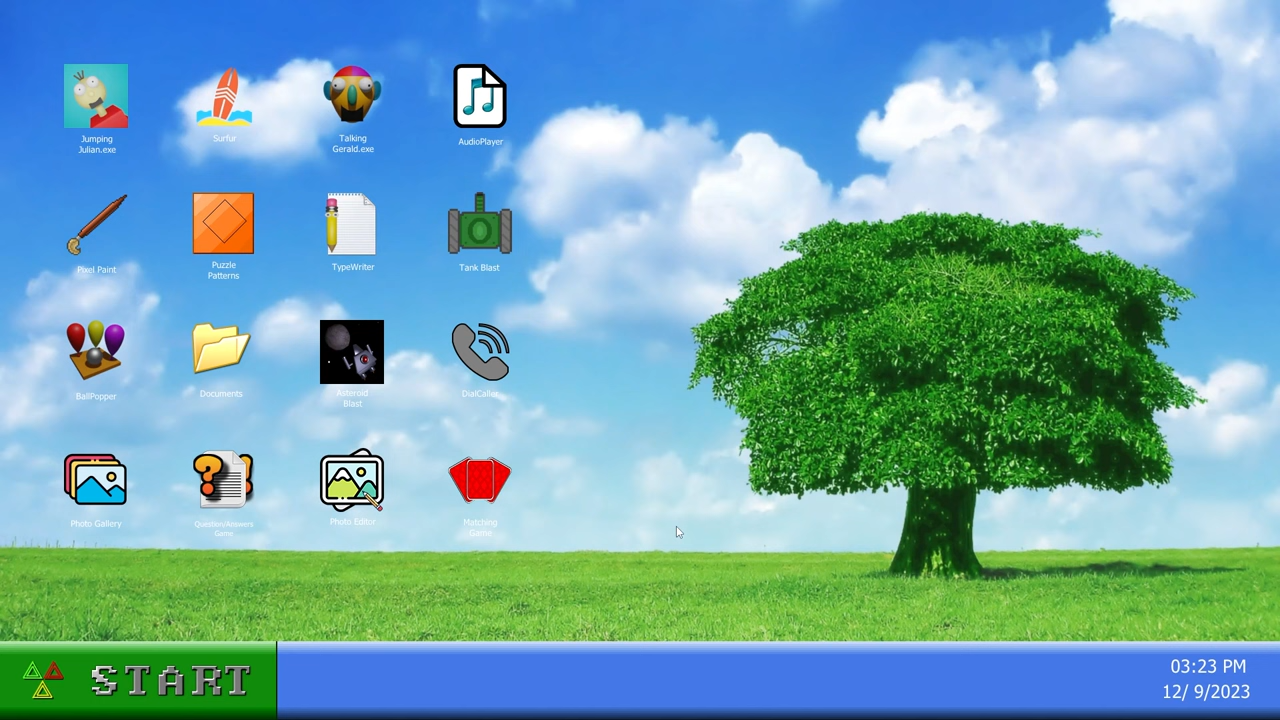 Jumping
Julian.exe
Surfur
Talking
Gerald.exe
AudioPlayer
Pixel Paint
Puzzle
Patterns
TypeWriter
Tank Blast
BallPopper
Documents
Asteroid
Blast
DialCaller
Photo Gallery
Question/Answers
Game
Photo Editor
Matching
Game
START
03:23 PM
12/ 9/2023